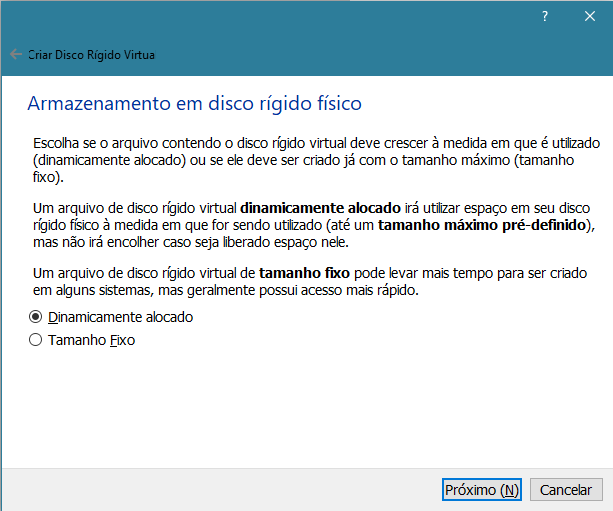 ?
Criar Disco Rígido Virtua
Armazenamento em disco rígido físico
Escolha se o arquivo contendo o disco rígido virtual deve crescer à medida em que é utilizado
(dinamicamente alocado) ou se ele deve ser criado já com o tamanho máximo (tamanho
fixo).
Um arquivo de disco rígido virtual dinamicamente alocado irá utilizar espaço em seu disco
rígido físico à medida em que for sendo utilizado (até um tamanho máximo pré-definido),
mas não irá encolher caso seja liberado espaço nele.
Um arquivo de disco rígido virtual de tamanho fixo pode levar mais tempo para ser criado
em alguns sistemas, mas geralmente possui acesso mais rápido.
Dinamicamente alocado
Tamanho Fixo
Próximo (N) Cancelar